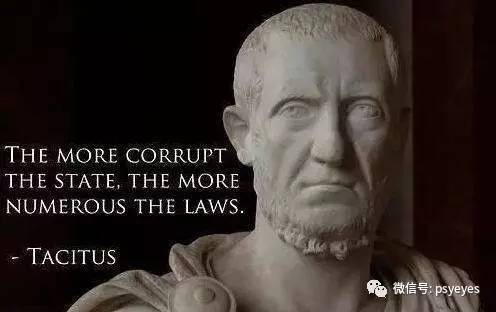 THE MORE CORRUPT
THE STATE, THE MORE
NUMEROUS THE LAWS.
- TACITUS
微信号: psyeyes